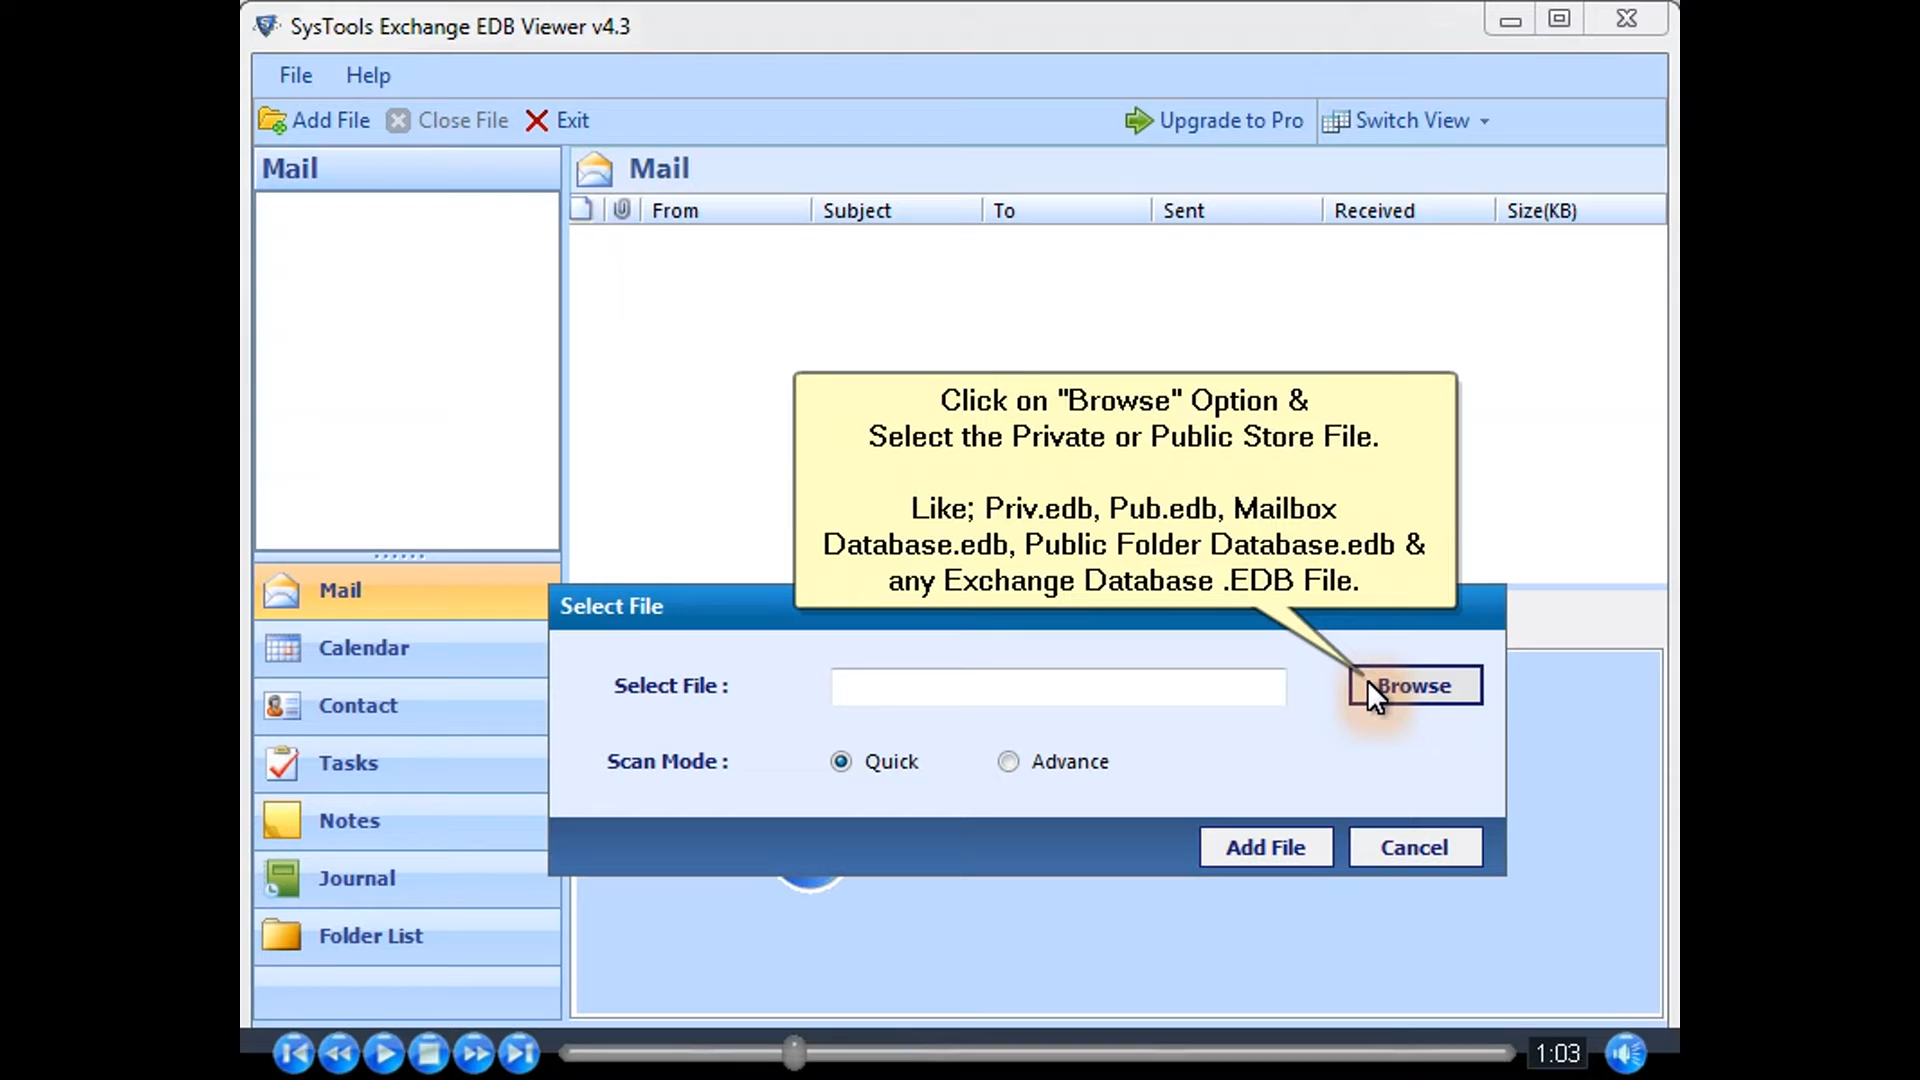 SysTools Exchange EDB Viewer v4.3
File Help
Add File Close File Exit Upgrade to Pro Switch View
Mail
Mail
From Subject To Sent Received Size(KB)
Click on "Browse" Option &
Select the Private or Public Store File.
Like; Priv.edb, Pub.edb, Mailbox
Database.edb, Public Folder Database.edb &
any Exchange Database .EDB File.
Mail
Calendar
Contact
Tasks
Notes
Journal
Folder List
Select File
Select File :
Browse
Scan Mode :
Quick Advance
Add File Cancel
1:03